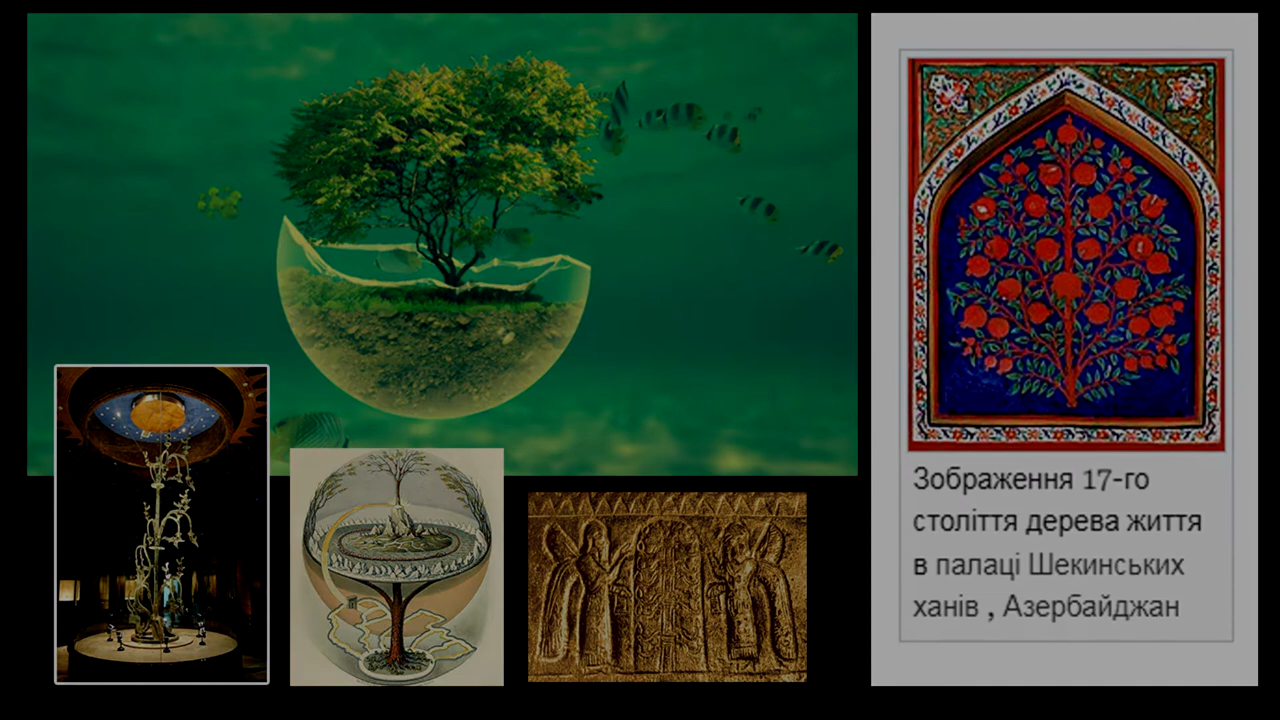 Зображення 17-го
століття дерева життя
в палаці Шекинських
ханів , Азербайджан